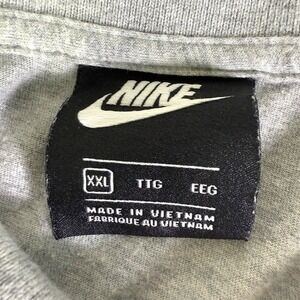 NIKE
XXL TTG EEG
MADE IN VIETNAM
FABRIQUE AU VIETNAM